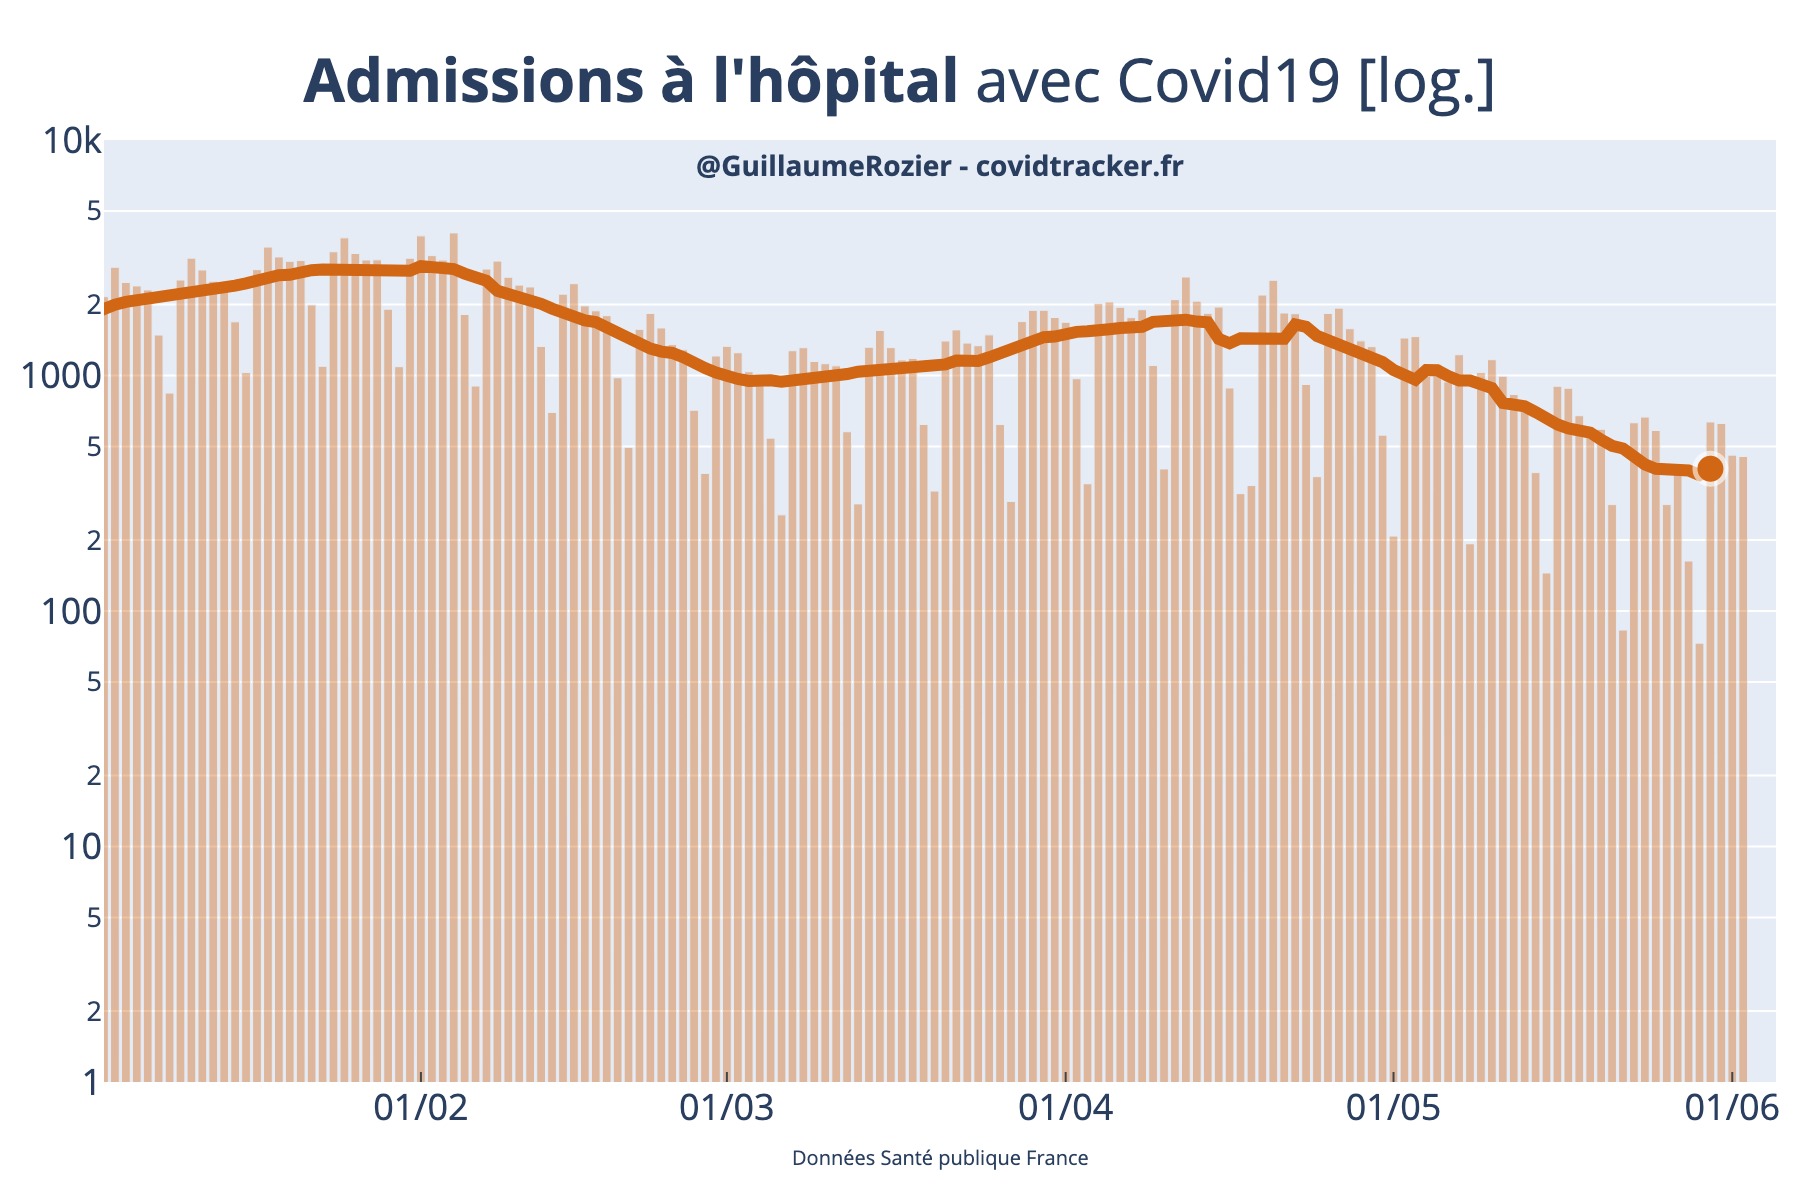 Admissions à l'hôpital avec Covid19 [log.]
@GuillaumeRozier - covidtracker.fr
10k
5
2
1000
5
2
100
5
2
10
5
2
1
01/02 01/03 01/04 01/05 01/06
Données Santé publique France